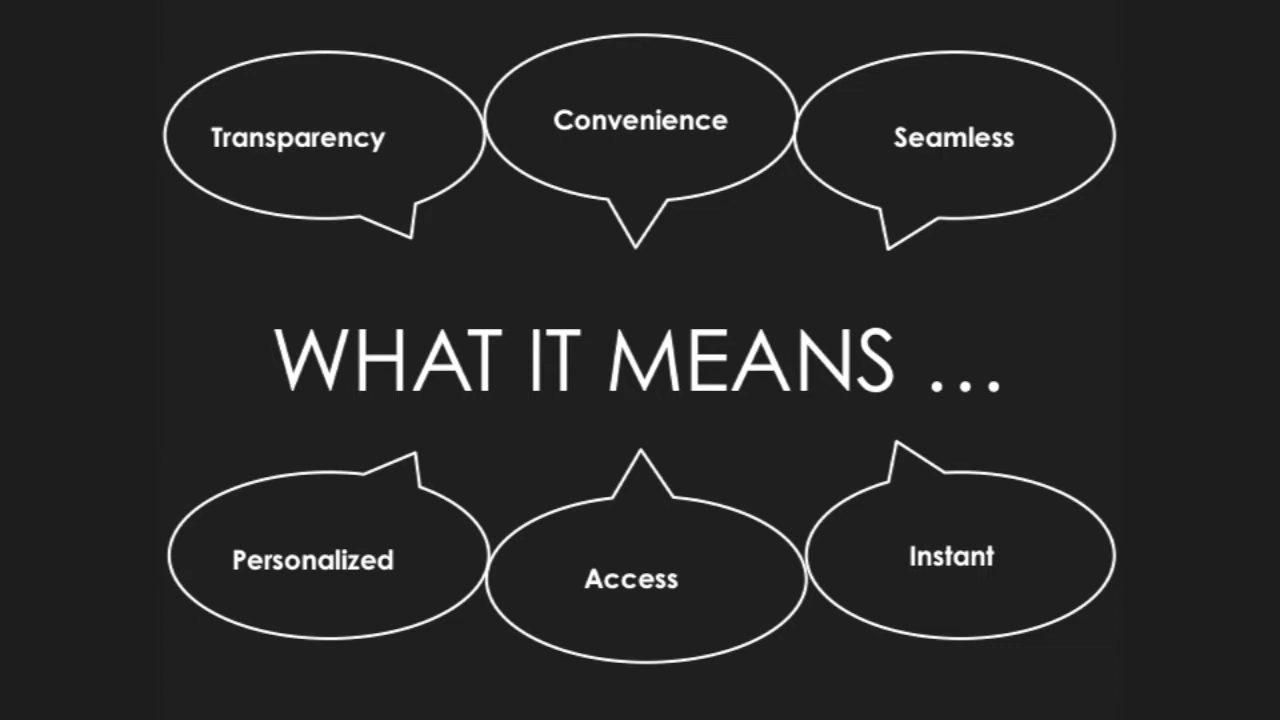 Transparency
Convenience
Seamless
WHAT IT MEANS ...
Personalized
Access
Instant